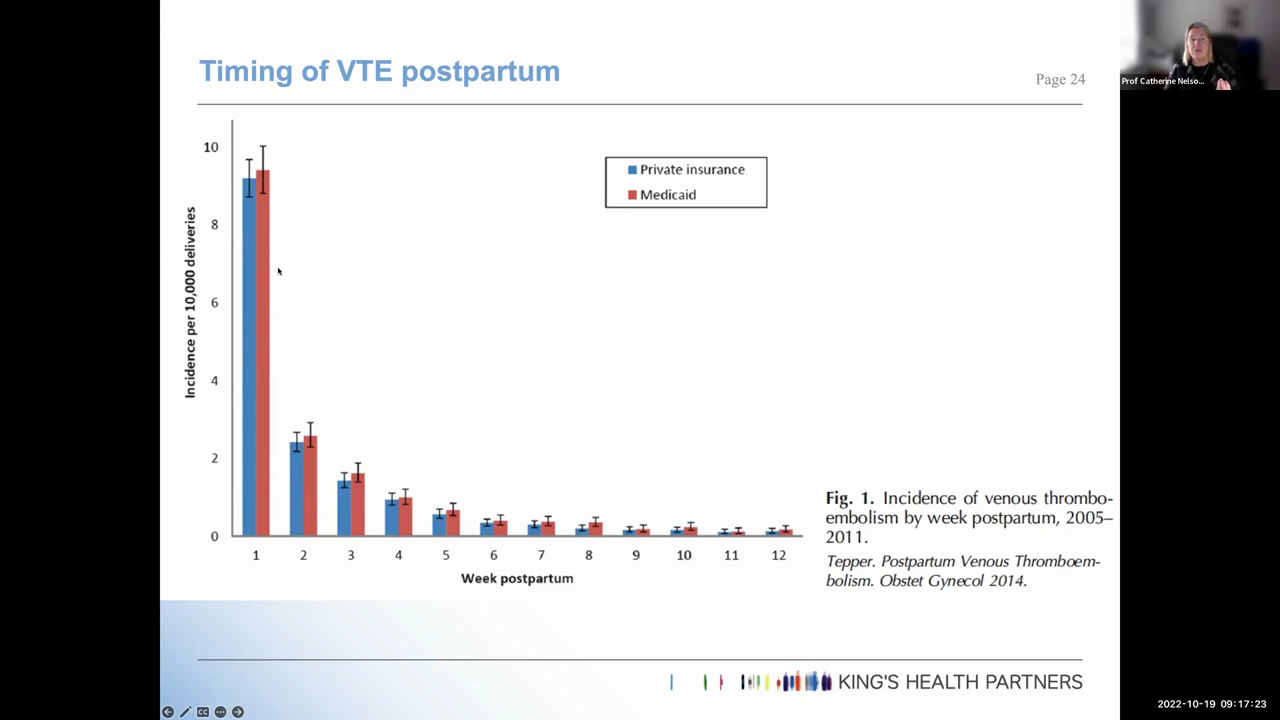 Timing of VTE postpartum
Page 24
Prof Catherine Nelso...
10
8
6
4
2
0
Incidence per 10,000 deliveries
Private insurance
Medicaid
1 2 3 4 5 6 7 8 9 10 11 12
Week postpartum
Fig. 1. Incidence of venous thrombo-
embolism by week postpartum, 2005–
2011.
Tepper. Postpartum Venous Thromboem-
bolism. Obstet Gynecol 2014.
KING'S HEALTH PARTNERS
CC
2022-10-19 09:17:23